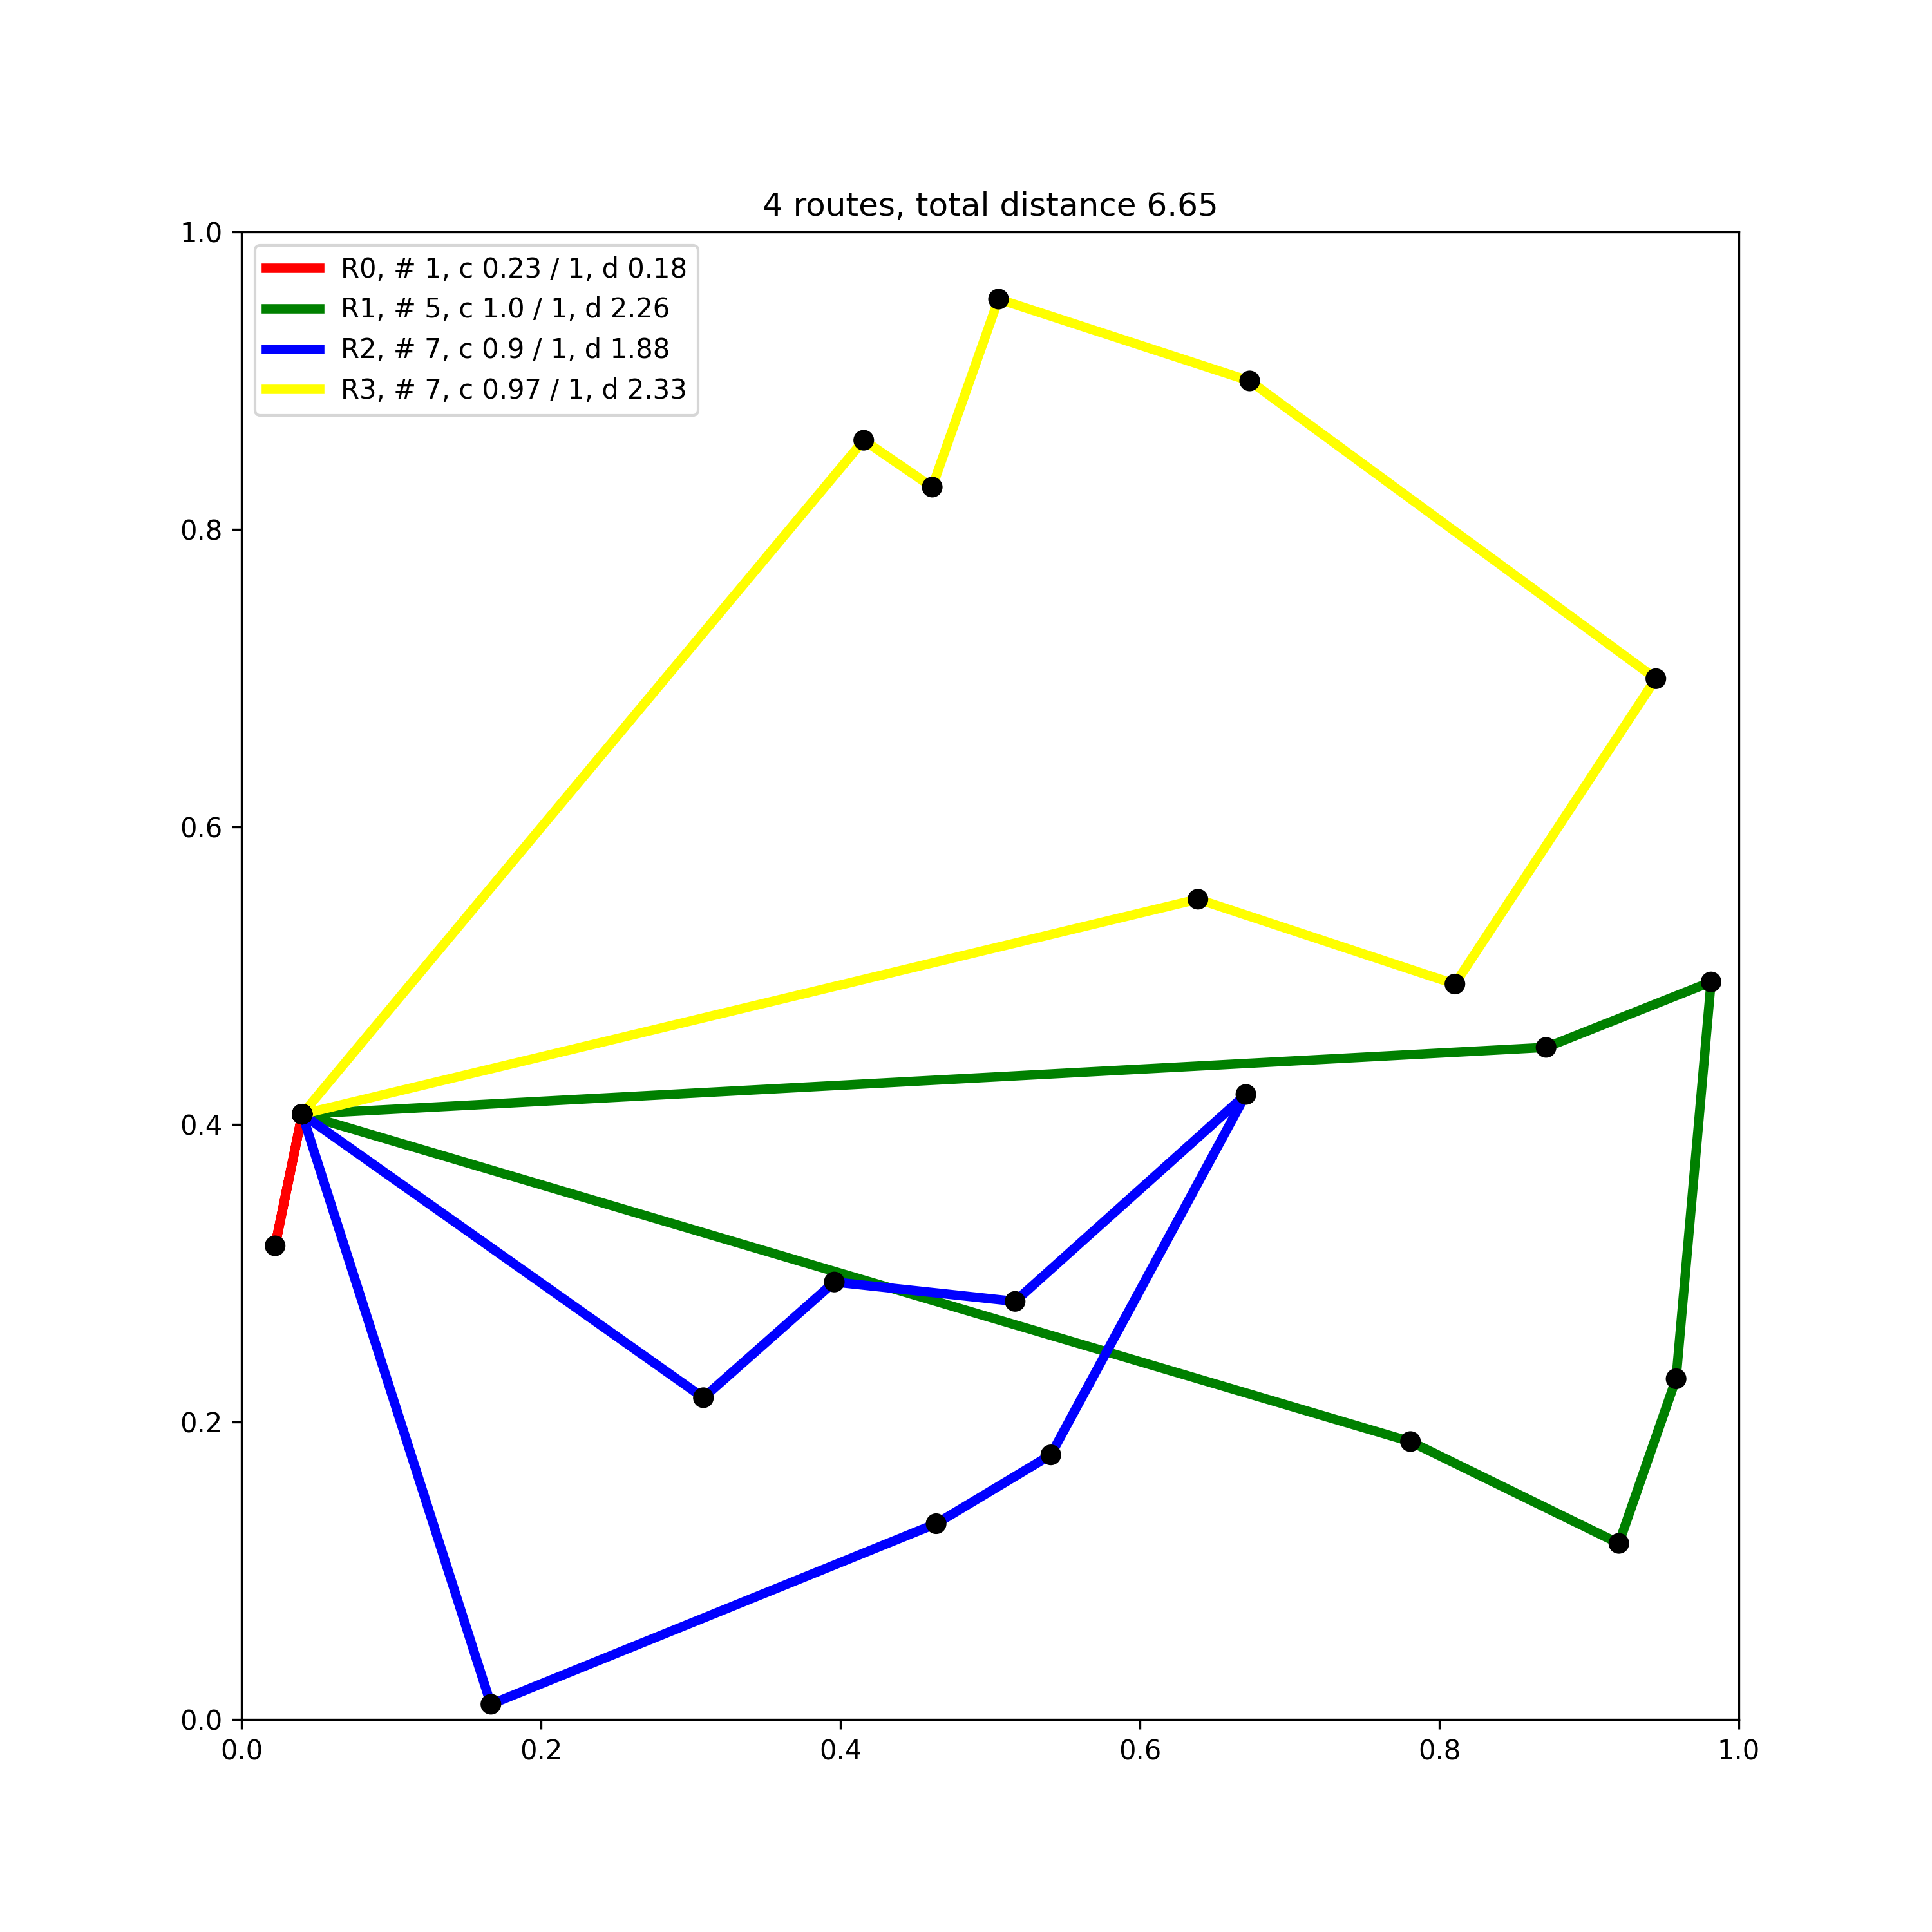 4 routes, total distance 6.65
R0, # 1, c 0.23 / 1, d 0.18
R1, # 5, c 1.0 / 1, d 2.26
R2, # 7, c 0.9 / 1, d 1.88
R3, # 7, c 0.97 / 1, d 2.33
1.0
0.8
0.6
0.4
0.2
0.0
0.0 0.2 0.4 0.6 0.8 1.0